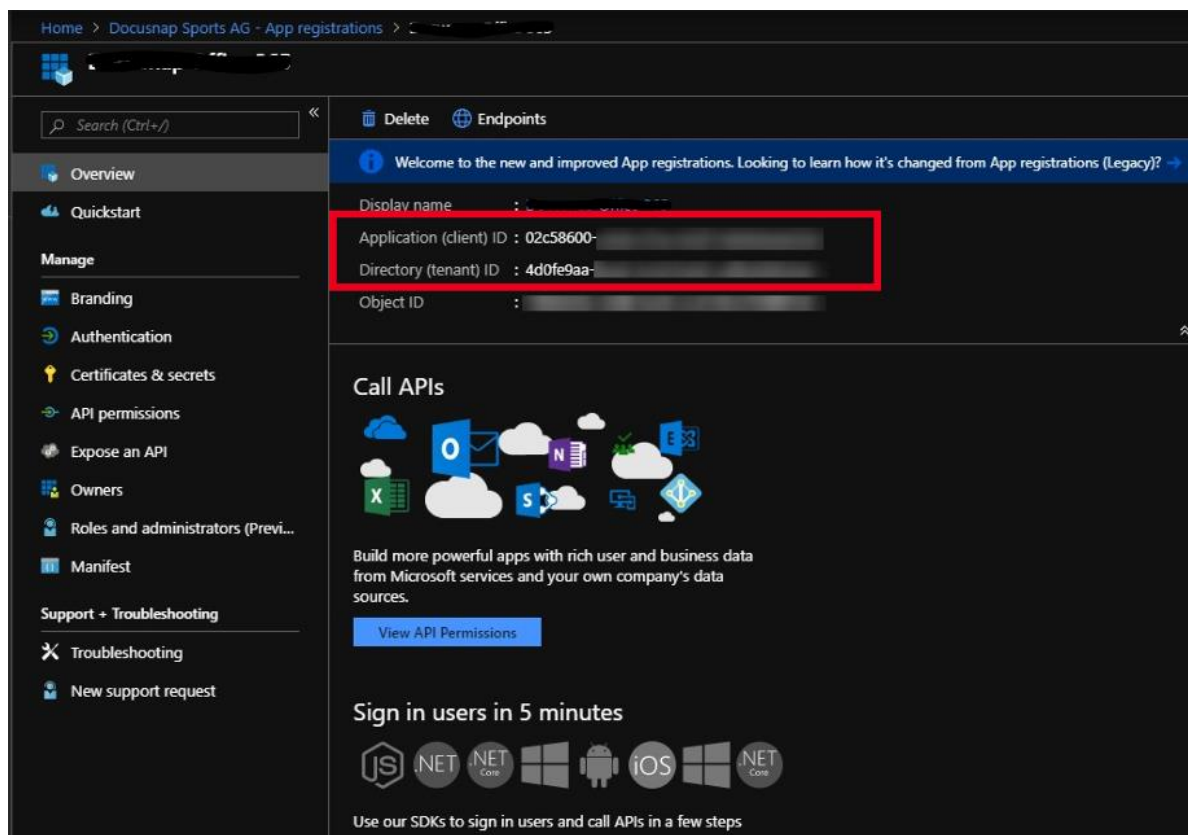 Home > Docusnap Sports AG - App registrations >
Search (Ctrl+/)
«
Overview
Quickstart
Manage
Branding
Authentication
Certificates & secrets
API permissions
Expose an API
Owners
Roles and administrators (Previ...
Manifest
Support + Troubleshooting
Troubleshooting
New support request
Delete
Endpoints
Welcome to the new and improved App registrations. Looking to learn how it's changed from App registrations (Legacy)?
Display name :
Application (client) ID : 02c58600-
Directory (tenant) ID : 4d0fe9aa-
Object ID :
Call APIs
O
N
E
X
S
Build more powerful apps with rich user and business data
from Microsoft services and your own company's data
sources.
View API Permissions
Sign in users in 5 minutes
JS .NET .NET Core iOS .NET Core
Use our SDKs to sign in users and call APIs in a few steps